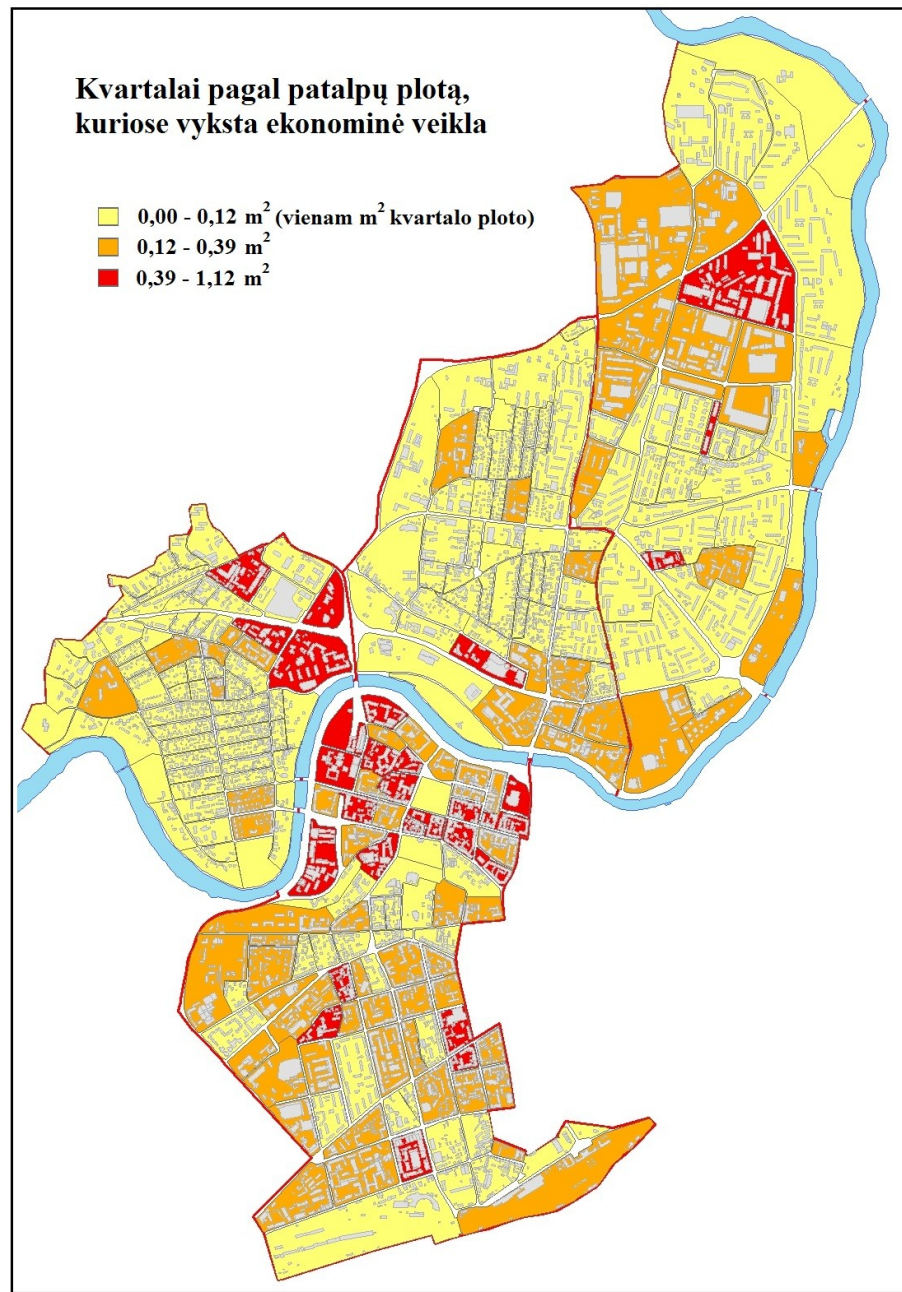 Kvartalai pagal patalpų plotą,
kuriose vyksta ekonominė veikla
0,00 - 0,12 m² (vienam m² kvartalo ploto)
0,12 - 0,39 m²
0,39 - 1,12 m²